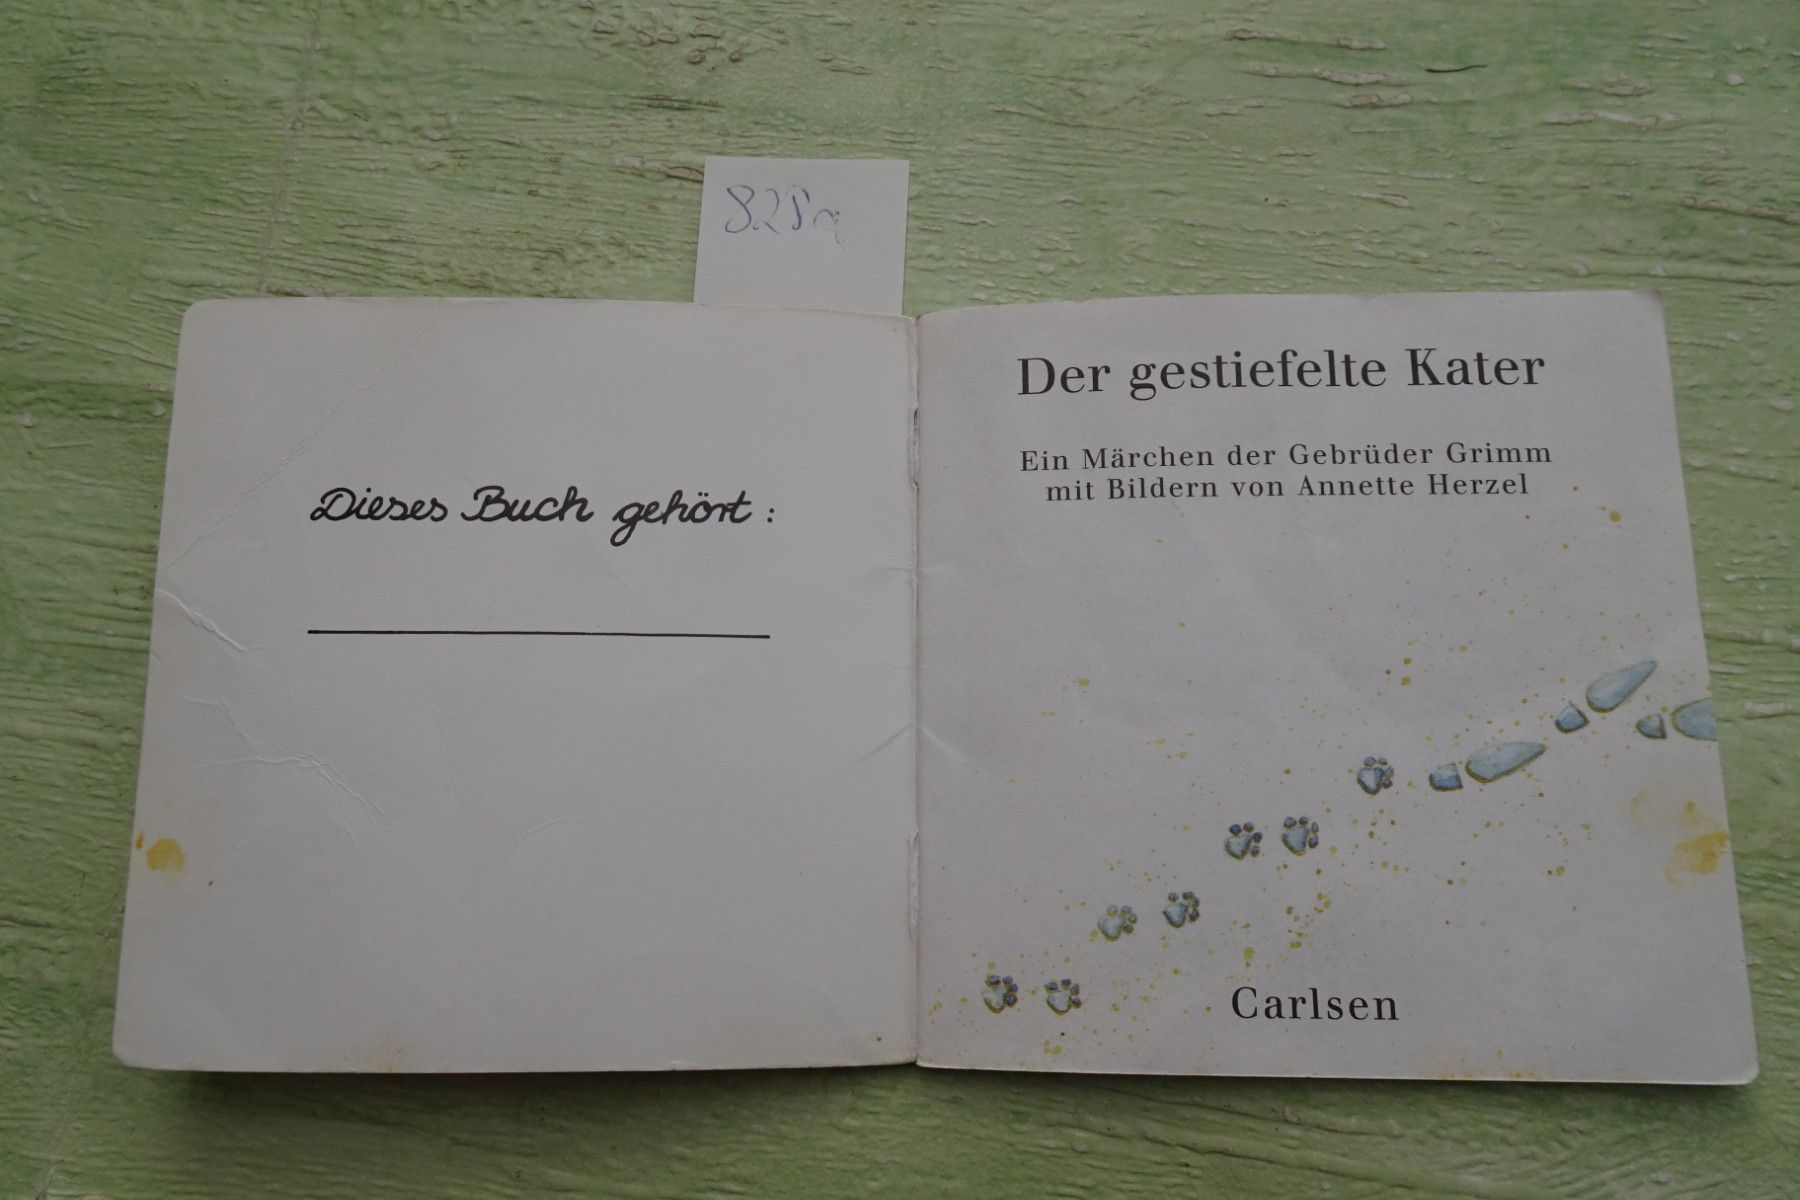 828a
Dieses Buch gehört:
Der gestiefelte Kater
Ein Märchen der Gebrüder Grimm
mit Bildern von Annette Herzel
Carlsen